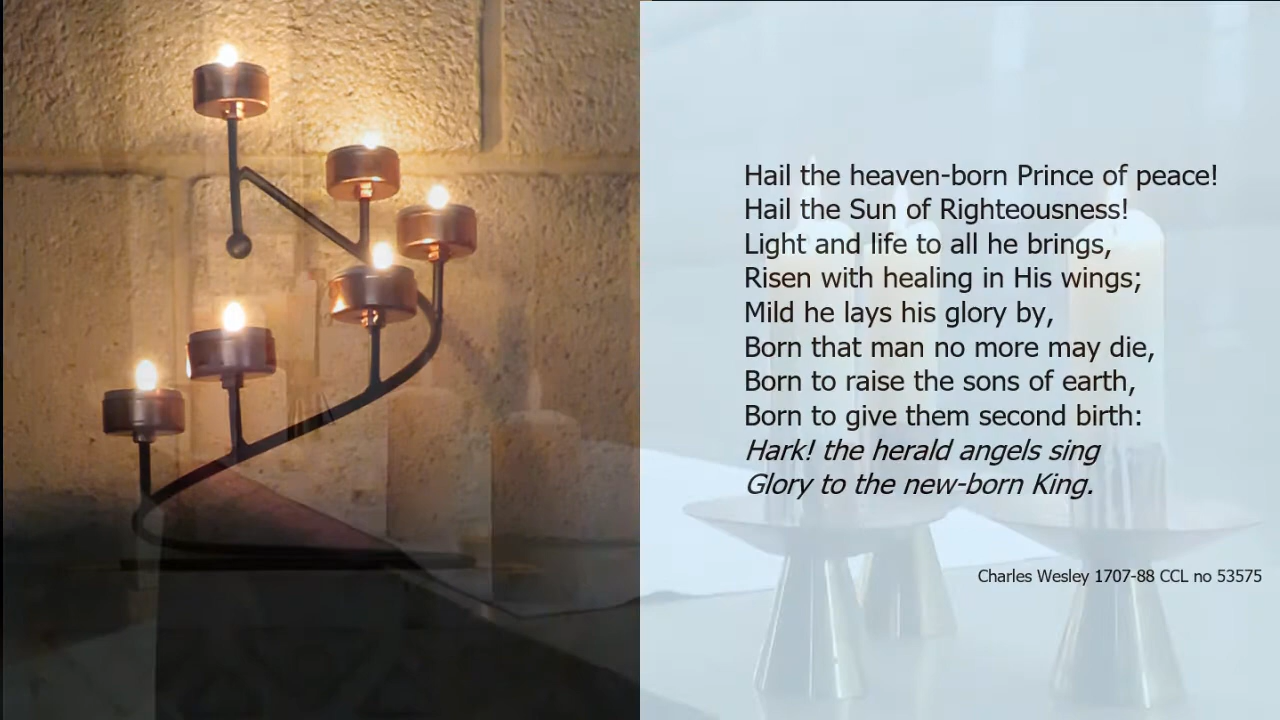 Hail the heaven-born Prince of peace!
Hail the Sun of Righteousness!
Light and life to all he brings,
Risen with healing in His wings;
Mild he lays his glory by,
Born that man no more may die,
Born to raise the sons of earth,
Born to give them second birth:
Hark! the herald angels sing
Glory to the new-born King.
Charles Wesley 1707-88 CCL no 53575